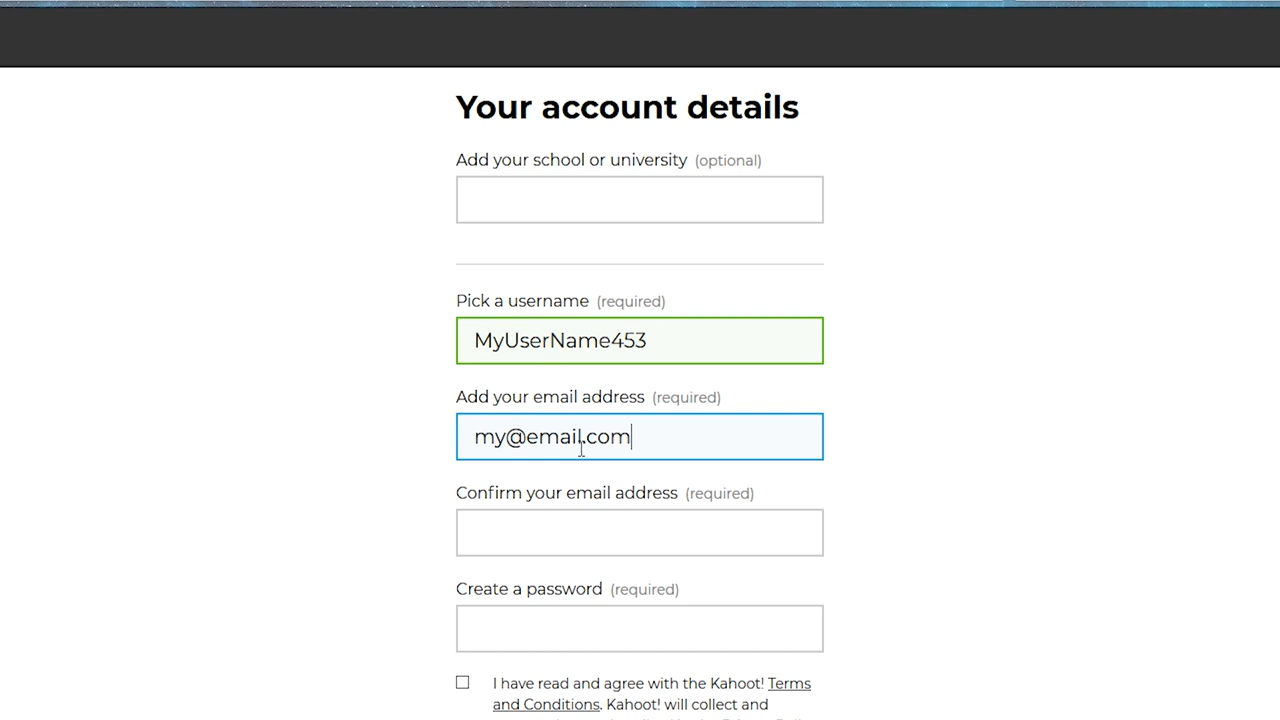 Your account details
Add your school or university (optional)
Pick a username (required)
MyUserName453
Add your email address (required)
my@email.com
Confirm your email address (required)
Create a password (required)
I have read and agree with the Kahoot! Terms
and Conditions. Kahoot! will collect and